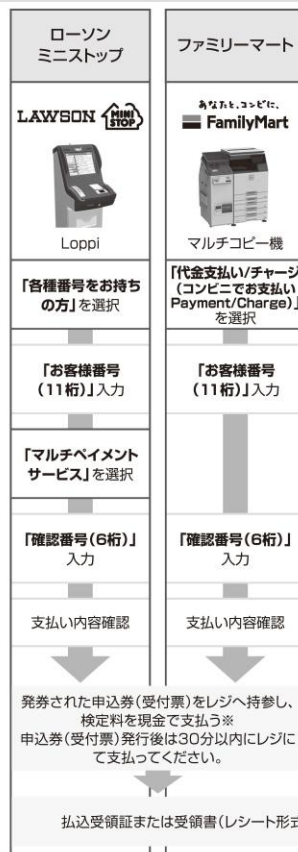 ローソン
ミニストップ
LAWSON MINI STOP
Loppi
「各種番号をお持ち
の方」を選択
「お客様番号
(11桁)」入力
「マルチペイメント
サービス」を選択
「確認番号(6桁)」
入力
支払い内容確認
ファミリーマート
あなたと、コンビに、
FamilyMart
マルチコピー機
「代金支払い/チャージ
(コンビニでお支払い
Payment/Charge)」
を選択
「お客様番号
(11桁)」入力
「確認番号(6桁)」
入力
支払い内容確認
発券された申込券(受付票)をレジへ持参し、
検定料を現金で支払う※
申込券(受付票)発行後は30分以内にレジに
て支払ってください。
払込受領証または受領書(レシート形式